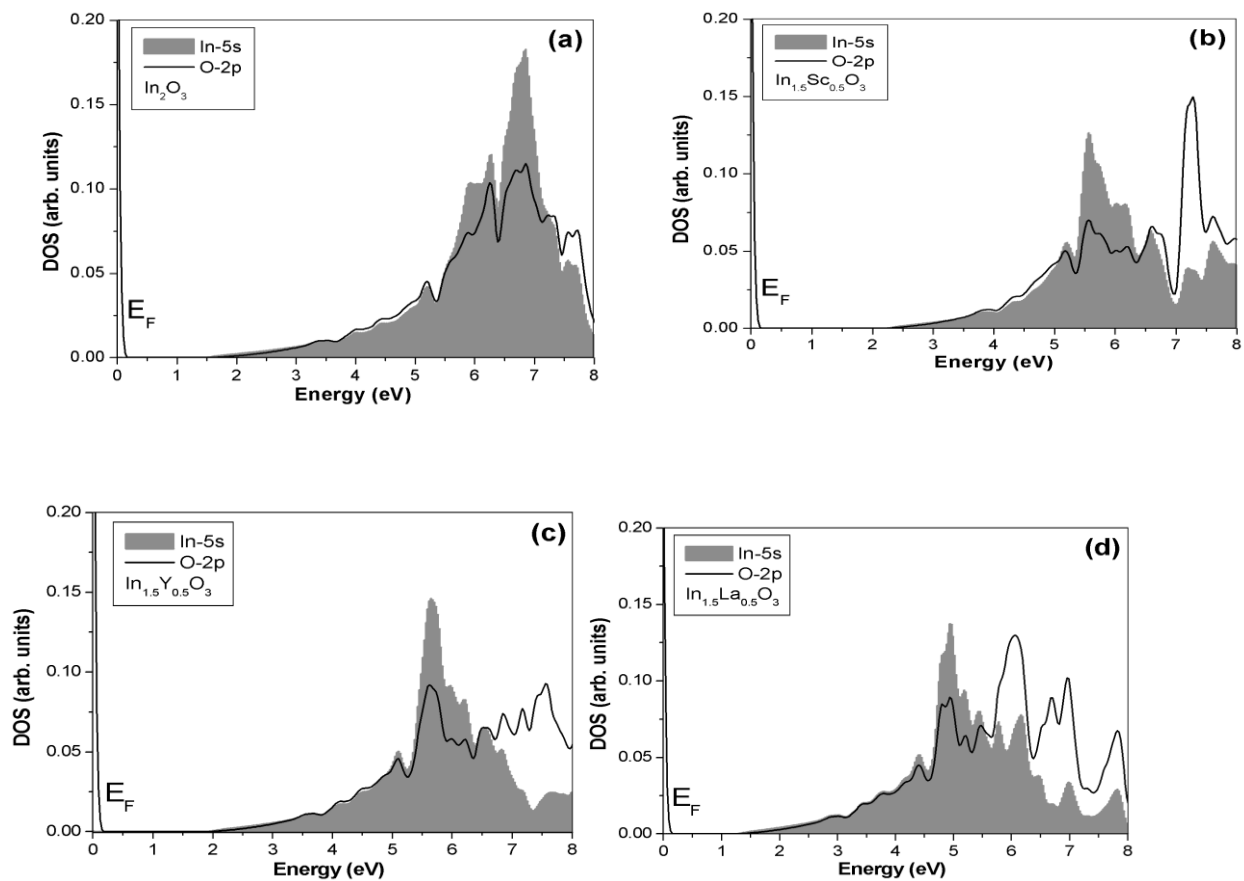 (a)
In-5s
O-2p
In₂O₃
DOS (arb. units)
0.20
0.15
0.10
0.05
0.00
E_F
0 1 2 3 4 5 6 7 8
Energy (eV)
(b)
In-5s
O-2p
In₁.₅Sc₀.₅O₃
DOS (arb. units)
0.20
0.15
0.10
0.05
0.00
E_F
0 1 2 3 4 5 6 7 8
Energy (eV)
(c)
In-5s
O-2p
In₁.₅Y₀.₅O₃
DOS (arb. units)
0.20
0.15
0.10
0.05
0.00
E_F
0 1 2 3 4 5 6 7 8
Energy (eV)
(d)
In-5s
O-2p
In₁.₅La₀.₅O₃
DOS (arb. units)
0.20
0.15
0.10
0.05
0.00
E_F
0 1 2 3 4 5 6 7 8
Energy (eV)